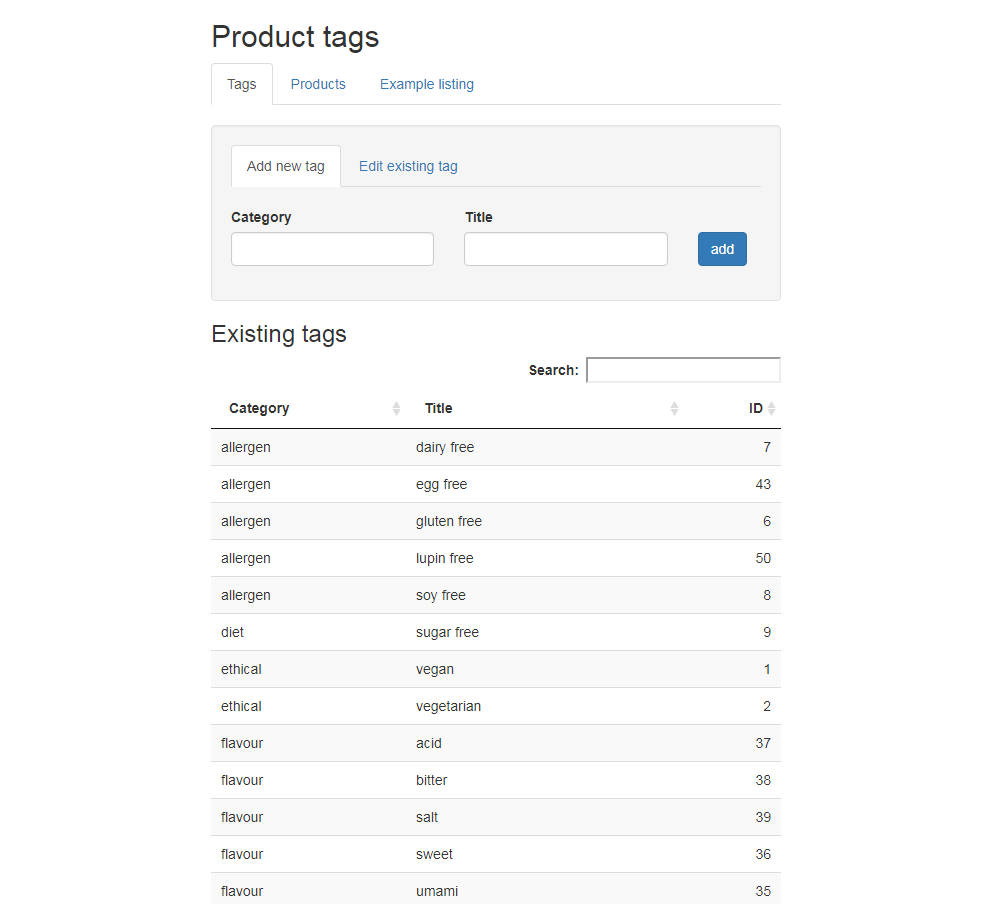 Product tags
Tags Products Example listing
Add new tag Edit existing tag
Category Title
add
Existing tags
Search:
Category Title ID
allergen dairy free 7
allergen egg free 43
allergen gluten free 6
allergen lupin free 50
allergen soy free 8
diet sugar free 9
ethical vegan 1
ethical vegetarian 2
flavour acid 37
flavour bitter 38
flavour salt 39
flavour sweet 36
flavour umami 35